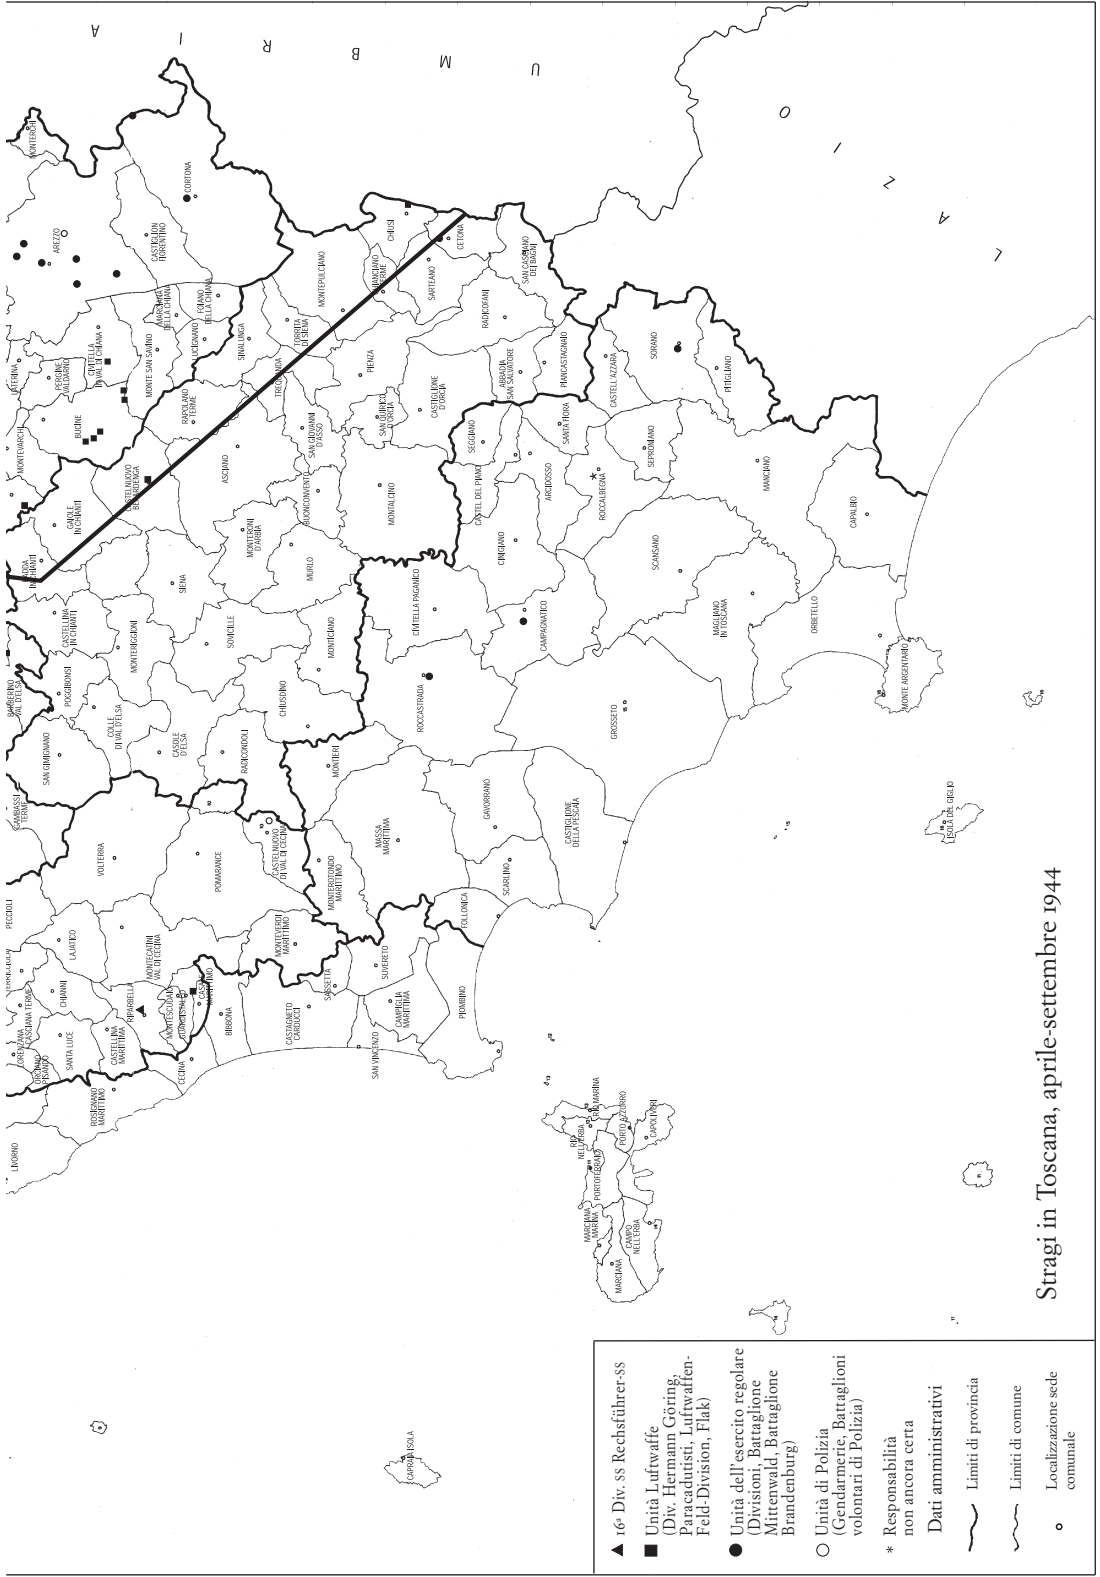 Stragi in Toscana, aprile-settembre 1944
16ª Div. SS Rechsführer-SS
Unità Luftwaffe
(Div. Hermann Göring,
Paracadutisti, Luftwaffen-
Feld-Division, Flak)
Unità dell'esercito regolare
(Divisioni, Battaglione
Mittenwald, Battaglione
Brandenburg)
Unità di Polizia
(Gendarmerie, Battaglioni
volontari di Polizia)
* Responsabilità
non ancora certa
Dati amministrativi
Limiti di provincia
Limiti di comune
Localizzazione sede
comunale
UMBRIA
LAZIO
LIVORNO
ROSIGNANO
MARITTIMO
ORCIANO
PISANO
LORENZANA
CASCIANA TERME
SANTA LUCE
CHIANNI
LAJATICO
PECCIOLI
CASTELLINA
MARITTIMA
RIPARBELLA
MONTESCUDAIO
GUARDISTALLO
CASALE
MARITTIMO
CECINA
BIBBONA
MONTECATINI
VAL DI CECINA
VOLTERRA
POMARANCE
MONTEVERDI
MARITTIMO
CASTELNUOVO
DI VAL DI CECINA
CASTAGNETO
CARDUCCI
SASSETTA
SAN VINCENZO
SUVERETO
CAMPIGLIA
MARITTIMA
PIOMBINO
FOLLONICA
SCARLINO
MONTEROTONDO
MARITTIMO
MASSA
MARITTIMA
MONTIERI
GAVORRANO
CASTIGLIONE
DELLA PESCAIA
GROSSETO
ROCCASTRADA
CIVITELLA PAGANICO
CAMPAGNATICO
CINIGIANO
SCANSANO
MAGLIANO
IN TOSCANA
ORBETELLO
MONTE ARGENTARIO
ISOLA DEL GIGLIO
CAPALBIO
MANCIANO
ROCCALBEGNA
*
SEMPRONIANO
ARCIDOSSO
CASTEL DEL PIANO
SEGGIANO
SANTA FIORA
CASTELL'AZZARA
SORANO
PITIGLIANO
GAMBASSI
TERME
SAN GIMIGNANO
BARBERINO
VAL D'ELSA
POGGIBONSI
COLLE
DI VAL D'ELSA
CASOLE
D'ELSA
RADICONDOLI
CHIUSDINO
MONTICIANO
SOVICILLE
MONTERIGGIONI
CASTELLINA
IN CHIANTI
RADDA
IN CHIANTI
GAIOLE
IN CHIANTI
SIENA
CASTELNUOVO
BERARDENGA
MONTERONI
D'ARBIA
MURLO
ASCIANO
BUONCONVENTO
SAN GIOVANNI
D'ASSO
MONTALCINO
SAN QUIRICO
D'ORCIA
CASTIGLIONE
D'ORCIA
PIENZA
TREQUANDA
RAPOLANO
TERME
SINALUNGA
TORRITA
DI SIENA
MONTEPULCIANO
CHIANCIANO
TERME
CHIUSI
CETONA
SARTEANO
SAN CASCIANO
DEI BAGNI
RADICOFANI
ABBADIA
SAN SALVATORE
PIANCASTAGNAIO
MONTEVARCHI
BUCINE
LATERINA
PERGINE
VALDARNO
CIVITELLA
IN VAL DI CHIANA
MONTE SAN SAVINO
LUCIGNANO
MARCIANO
DELLA CHIANA
FOIANO
DELLA CHIANA
CASTIGLION
FIORENTINO
CORTONA
AREZZO
MONTERCHI
CAPRAIA ISOLA
MARCIANA
MARCIANA
MARINA
CAMPO
NELL'ELBA
PORTOFERRAIO
RIO
NELL'ELBA
RIO MARINA
PORTO AZZURRO
CAPOLIVERI